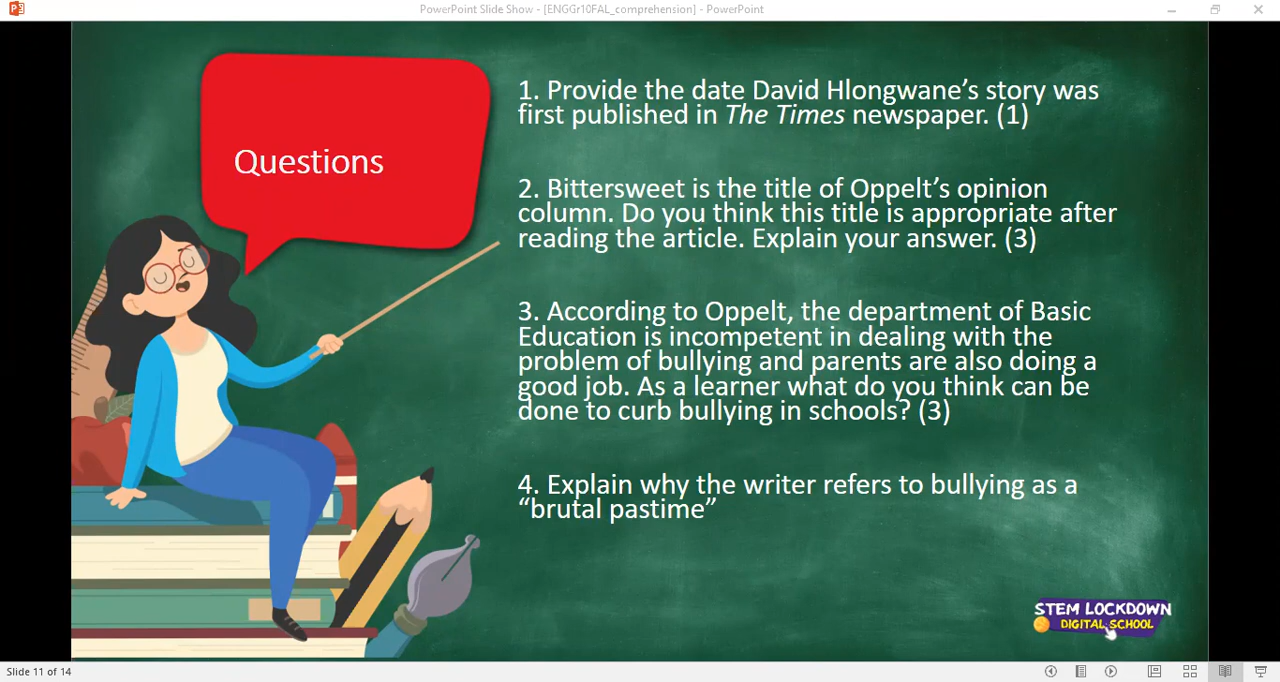 PowerPoint Slide Show - [ENGGr10FAL_comprehension] - PowerPoint
Questions
1. Provide the date David Hlongwane’s story was
first published in The Times newspaper. (1)
2. Bittersweet is the title of Oppelt’s opinion
column. Do you think this title is appropriate after
reading the article. Explain your answer. (3)
3. According to Oppelt, the department of Basic
Education is incompetent in dealing with the
problem of bullying and parents are also doing a
good job. As a learner what do you think can be
done to curb bullying in schools? (3)
4. Explain why the writer refers to bullying as a
“brutal pastime”
STEM LOCKDOWN
DIGITAL SCHOOL
Slide 11 of 14